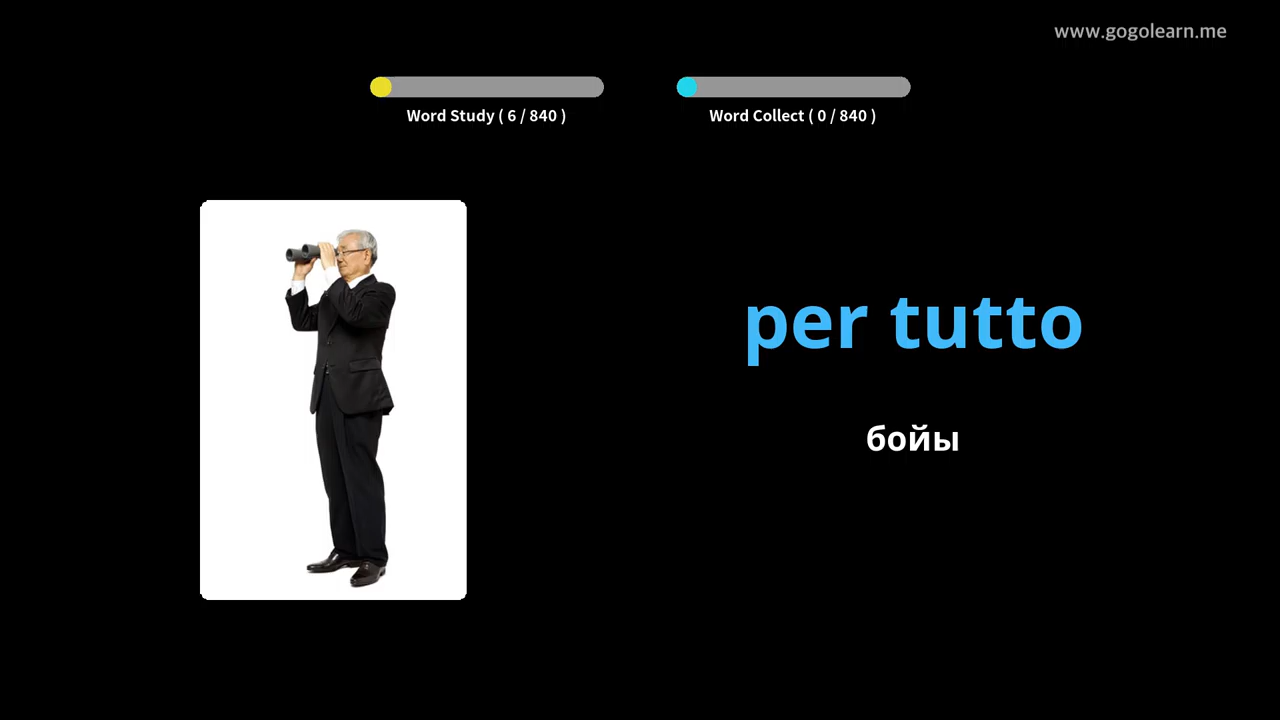 www.gogolearn.me
Word Study ( 6 / 840 )
Word Collect ( 0 / 840 )
per tutto
бойы